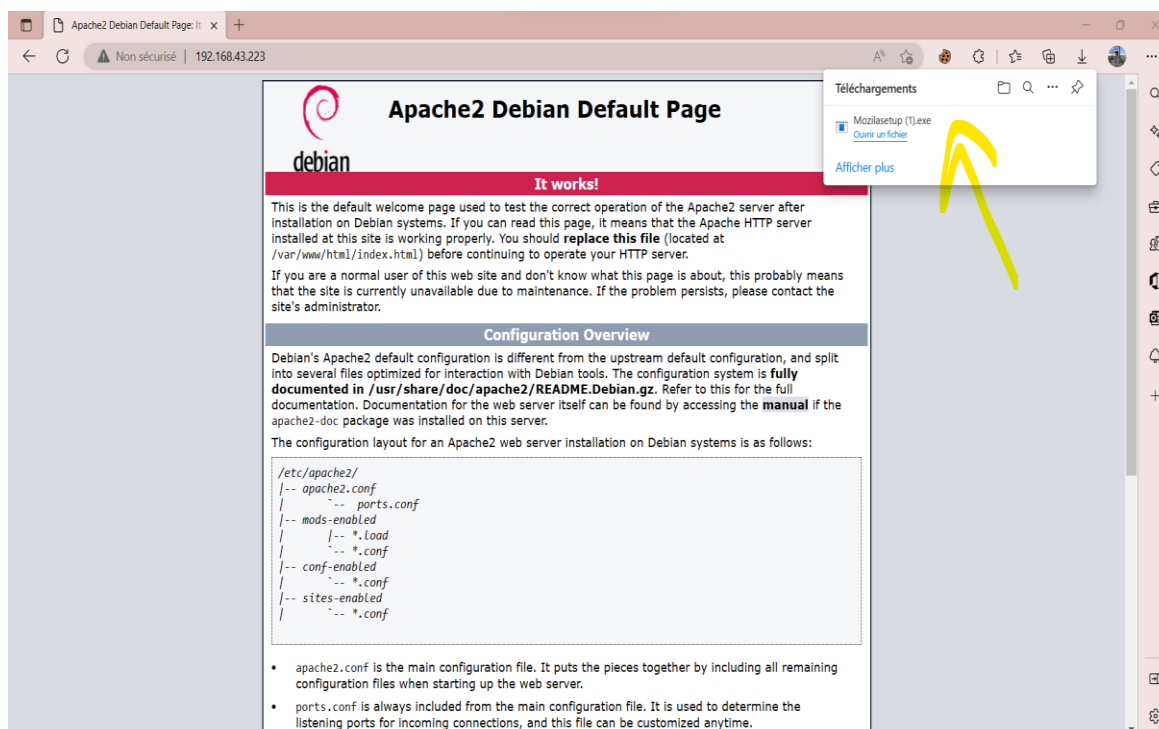 Apache2 Debian Default Page: It
Non sécurisé | 192.168.43.223
Téléchargements
Mozilasetup (1).exe
Ouvrir un fichier
Afficher plus
debian
Apache2 Debian Default Page
It works!
This is the default welcome page used to test the correct operation of the Apache2 server after
installation on Debian systems. If you can read this page, it means that the Apache HTTP server
installed at this site is working properly. You should replace this file (located at
/var/www/html/index.html) before continuing to operate your HTTP server.
If you are a normal user of this web site and don't know what this page is about, this probably means
that the site is currently unavailable due to maintenance. If the problem persists, please contact the
site's administrator.
Configuration Overview
Debian's Apache2 default configuration is different from the upstream default configuration, and split
into several files optimized for interaction with Debian tools. The configuration system is fully
documented in /usr/share/doc/apache2/README.Debian.gz. Refer to this for the full
documentation. Documentation for the web server itself can be found by accessing the manual if the
apache2-doc package was installed on this server.
The configuration layout for an Apache2 web server installation on Debian systems is as follows:
/etc/apache2/
|-- apache2.conf
|       `--  ports.conf
|-- mods-enabled
|       |-- *.load
|       `-- *.conf
|-- conf-enabled
|       `-- *.conf
|-- sites-enabled
|       `-- *.conf
• apache2.conf is the main configuration file. It puts the pieces together by including all remaining
configuration files when starting up the web server.
• ports.conf is always included from the main configuration file. It is used to determine the
listening ports for incoming connections, and this file can be customized anytime.